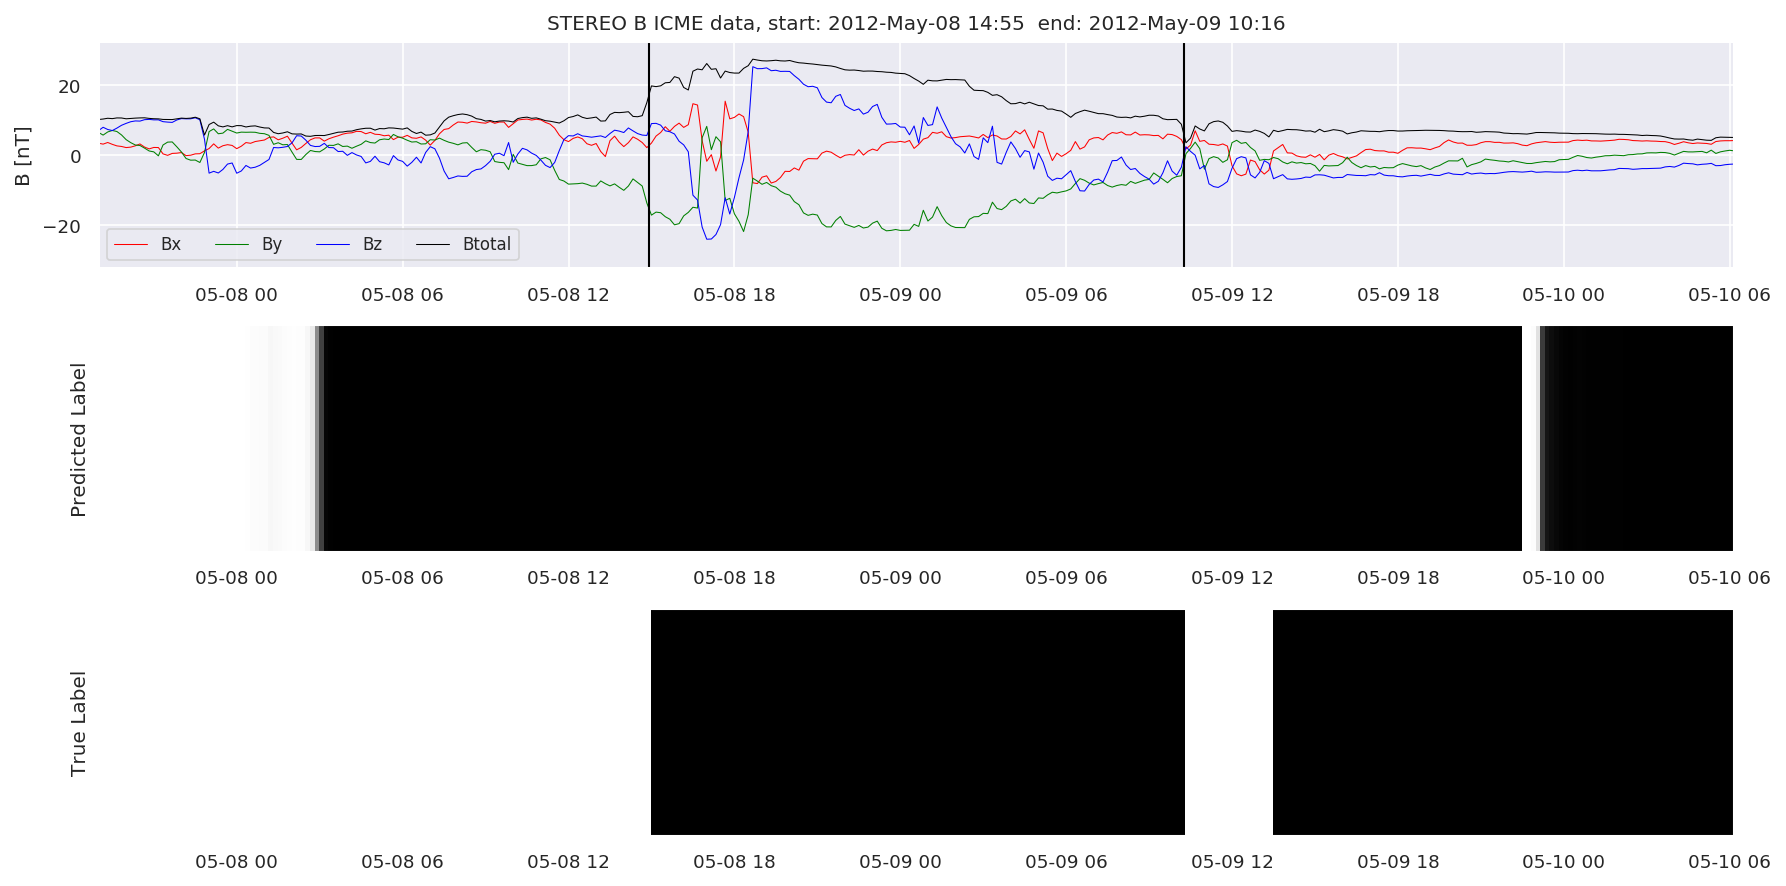 STEREO B ICME data, start: 2012-May-08 14:55  end: 2012-May-09 10:16
B [nT]
20
0
−20
Bx By Bz Btotal
05-08 00 05-08 06 05-08 12 05-08 18 05-09 00 05-09 06 05-09 12 05-09 18 05-10 00 05-10 06
Predicted Label
05-08 00 05-08 06 05-08 12 05-08 18 05-09 00 05-09 06 05-09 12 05-09 18 05-10 00 05-10 06
True Label
05-08 00 05-08 06 05-08 12 05-08 18 05-09 00 05-09 06 05-09 12 05-09 18 05-10 00 05-10 06